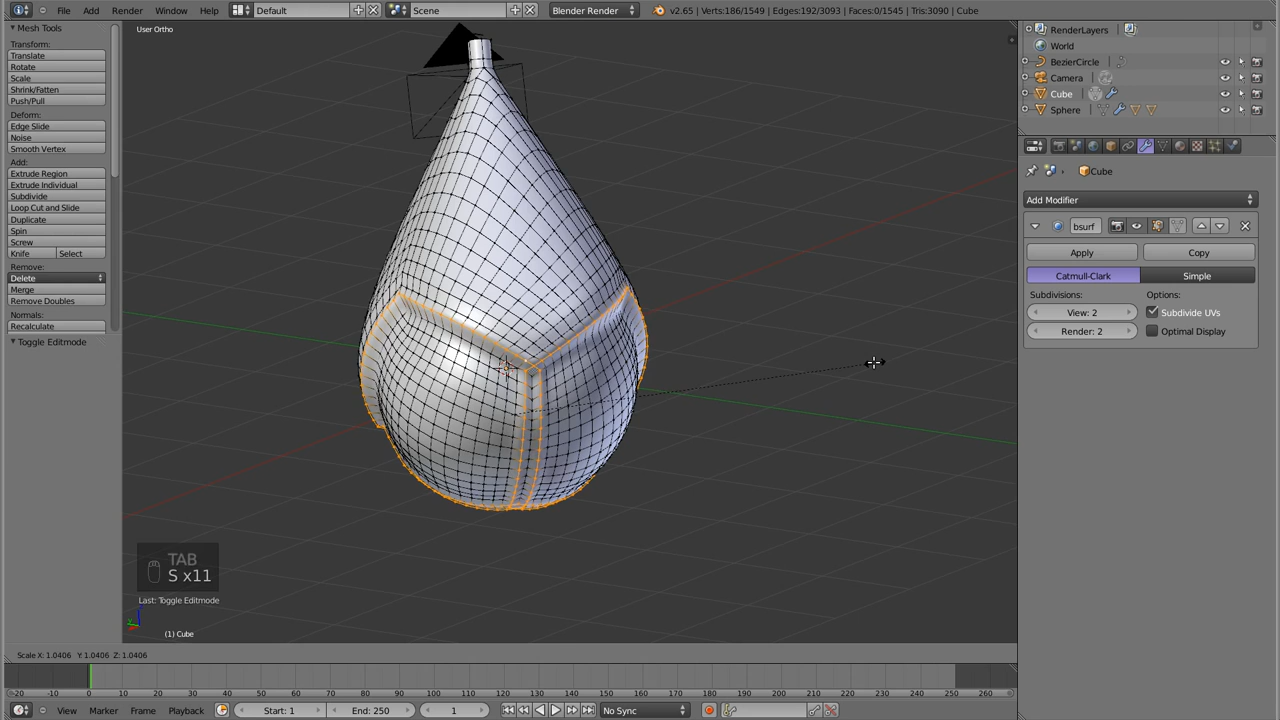 File Add Render Window Help Default Scene Blender Render v2.65 | Verts:186/1549 | Edges:192/3093 | Faces:0/1545 | Tris:3090 | Cube
Mesh Tools
Transform:
Translate
Rotate
Scale
Shrink/Fatten
Push/Pull
Deform:
Edge Slide
Noise
Smooth Vertex
Add:
Extrude Region
Extrude Individual
Subdivide
Loop Cut and Slide
Duplicate
Spin
Screw
Knife Select
Remove:
Delete
Merge
Remove Doubles
Normals:
Recalculate
Toggle Editmode
User Ortho
TAB
S x11
Last: Toggle Editmode
(1) Cube
Scale X: 1.0406 Y: 1.0406 Z: 1.0406
RenderLayers
World
BezierCircle
Camera
Cube
Sphere
Cube
Add Modifier
bsurf
Apply Copy
Catmull-Clark Simple
Subdivisions: Options:
View: 2 Subdivide UVs
Render: 2 Optimal Display
-20 -10 0 10 20 30 40 50 60 70 80 90 100 110 120 130 140 150 160 170 180 190 200 210 220 230 240 250 260
View Marker Frame Playback Start: 1 End: 250 1 No Sync